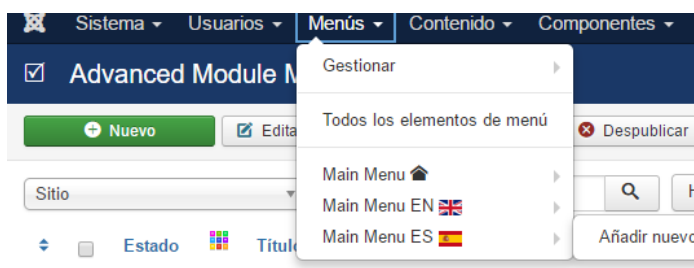 Sistema Usuarios Menús Contenido Componentes
Advanced Module M
Gestionar
Todos los elementos de menú
Nuevo Edita Despublicar
Main Menu
Sitio H
Main Menu EN
Main Menu ES Añadir nuevo
Estado Títul